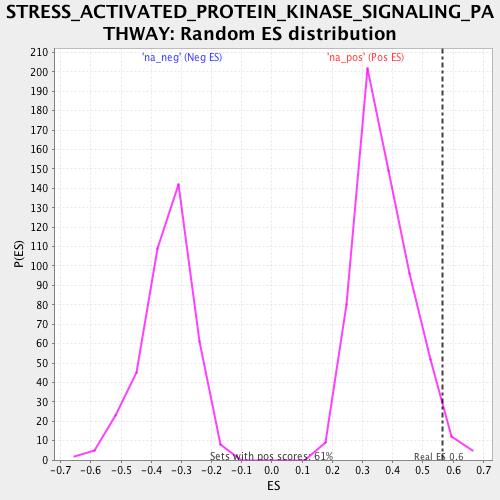 STRESS_ACTIVATED_PROTEIN_KINASE_SIGNALING_PA
THWAY: Random ES distribution
'na_neg' (Neg ES)
'na_pos' (Pos ES)
210
200
190
180
170
160
150
140
130
120
110
100
90
80
70
60
50
40
30
20
10
0
P(ES)
Sets with pos scores: 61%
Real ES 0.6
-0.7 -0.6 -0.5 -0.4 -0.3 -0.2 -0.1 0.0 0.1 0.2 0.3 0.4 0.5 0.6 0.7
ES